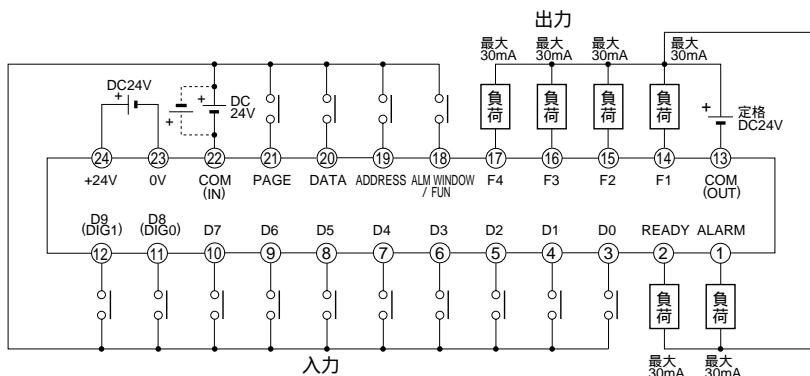 出力
最大
30mA
最大
30mA
最大
30mA
最大
30mA
DC24V
+
+
+
DC
24V
負荷
負荷
負荷
負荷
+
定格
DC24V
24
23
22
21
20
19
18
17
16
15
14
13
+24V
0V
COM
(IN)
PAGE
DATA
ADDRESS
ALM WINDOW
/ FUN
F4
F3
F2
F1
COM
(OUT)
D9
(DIG1)
D8
(DIG0)
D7
D6
D5
D4
D3
D2
D1
D0
READY
ALARM
12
11
10
9
8
7
6
5
4
3
2
1
負荷
負荷
入力
最大
30mA
最大
30mA